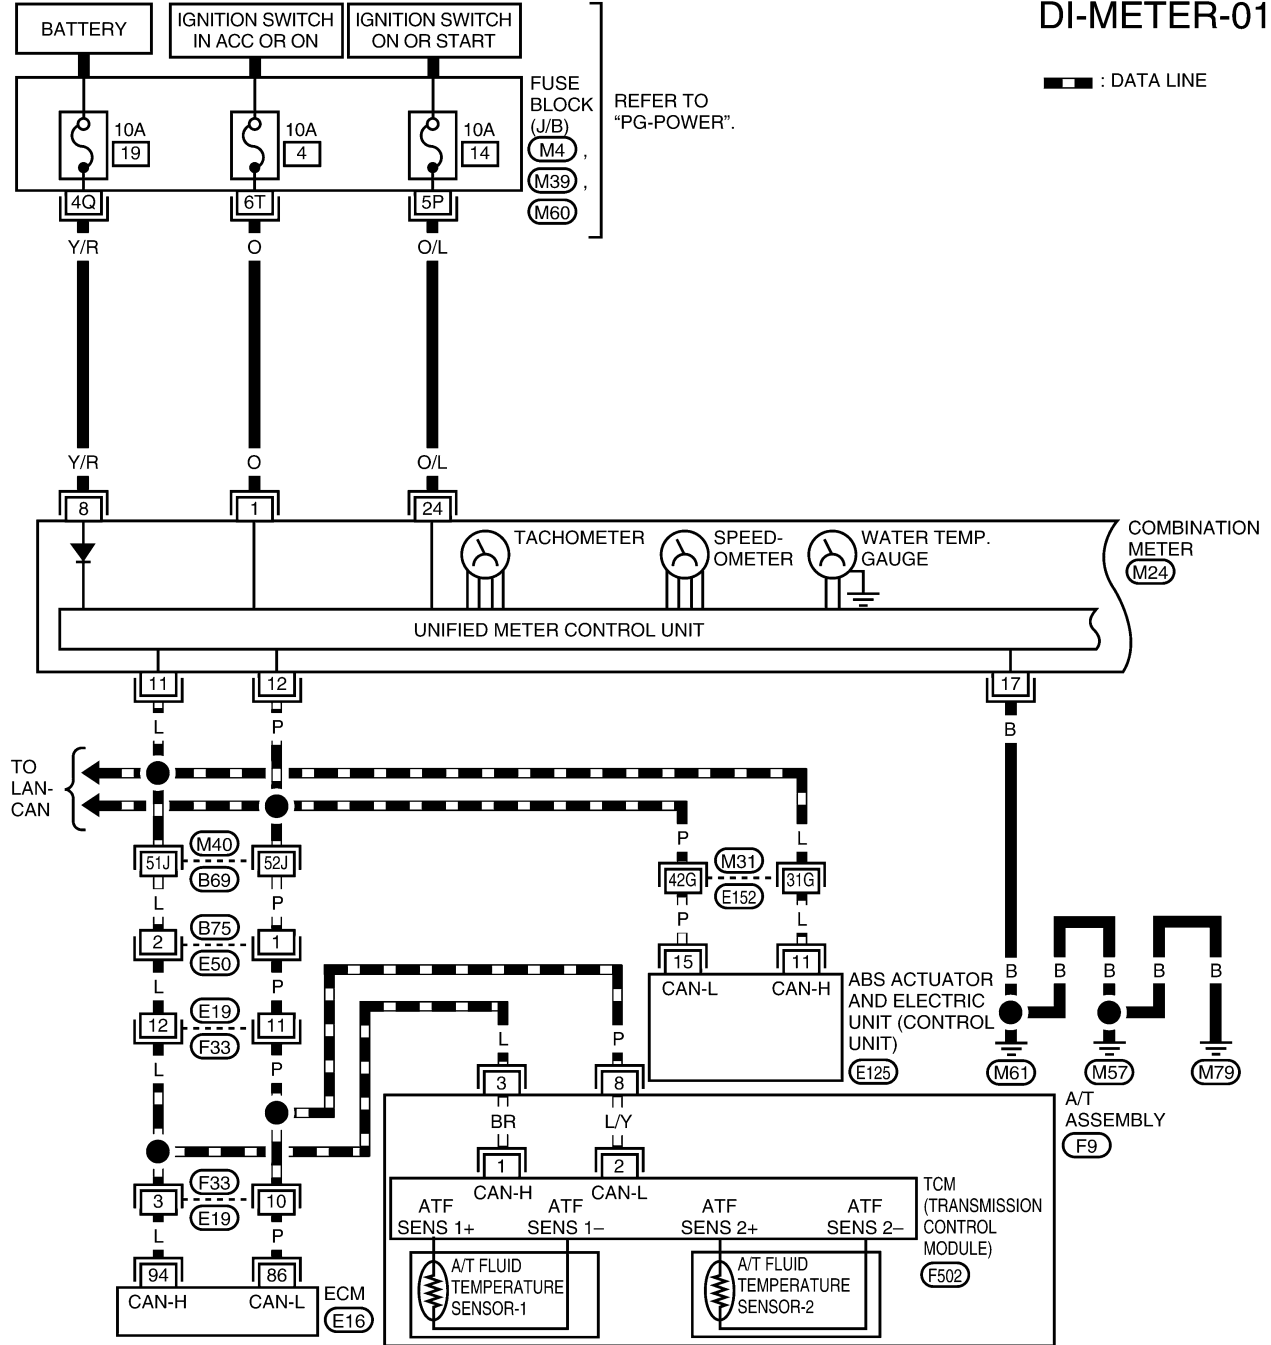 DI-METER-01
BATTERY
IGNITION SWITCH
IN ACC OR ON
IGNITION SWITCH
ON OR START
: DATA LINE
FUSE
BLOCK
(J/B)
M4 ,
M39 ,
M60
REFER TO
“PG-POWER”.
10A
19
10A
4
10A
14
4Q
6T
5P
Y/R
O
O/L
Y/R
O
O/L
8
1
24
TACHOMETER
SPEED-
OMETER
WATER TEMP.
GAUGE
COMBINATION
METER
M24
UNIFIED METER CONTROL UNIT
11
12
17
L
P
B
TO
LAN-
CAN
P
L
51J
M40
B69
52J
42G
M31
E152
31G
L
P
P
L
2
B75
E50
1
15
11
CAN-L
CAN-H
ABS ACTUATOR
AND ELECTRIC
UNIT (CONTROL
UNIT)
E125
B
B
B
B
B
M61
M57
M79
L
P
12
E19
F33
11
L
P
L
P
3
8
A/T
ASSEMBLY
F9
BR
L/Y
1
2
CAN-H
CAN-L
TCM
(TRANSMISSION
CONTROL
MODULE)
F502
ATF
SENS 1+
ATF
SENS 1–
ATF
SENS 2+
ATF
SENS 2–
A/T FLUID
TEMPERATURE
SENSOR-1
A/T FLUID
TEMPERATURE
SENSOR-2
3
F33
E19
10
L
P
94
86
CAN-H
CAN-L
ECM
E16